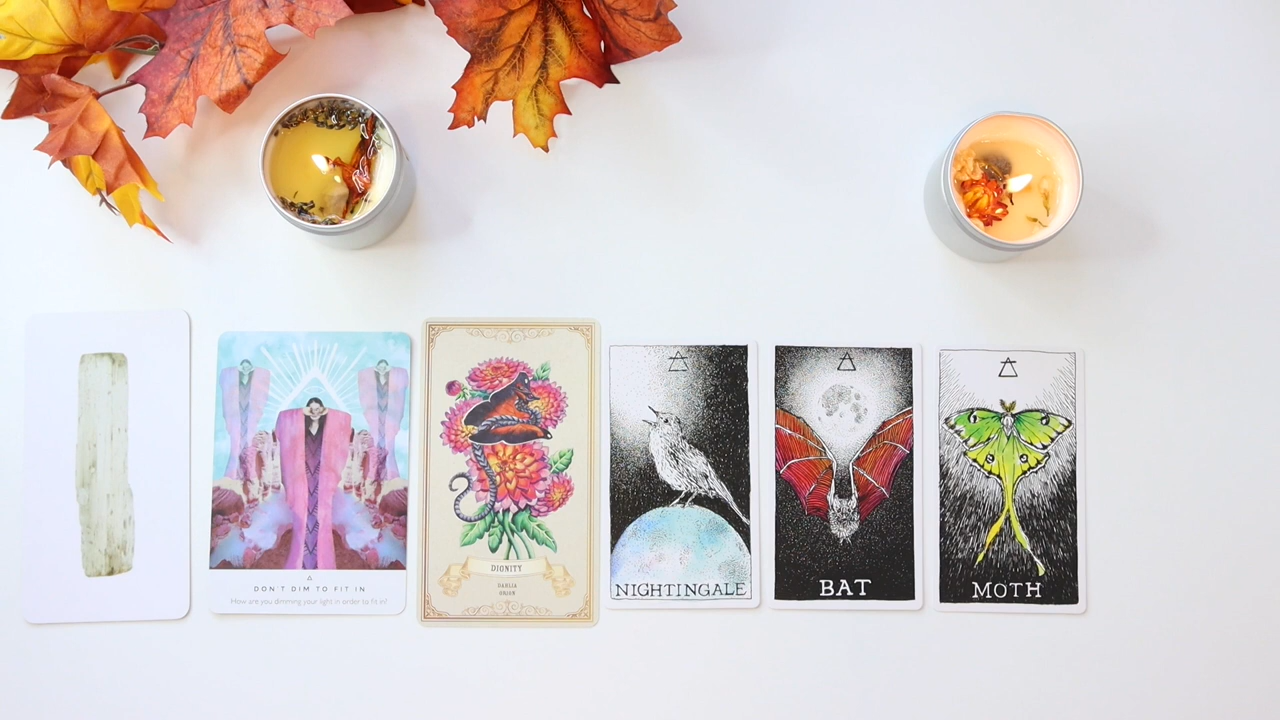 DON'T DIM TO FIT IN
How are you dimming your light in order to fit in?
DIGNITY
DAHLIA
ORION
NIGHTINGALE
BAT
MOTH